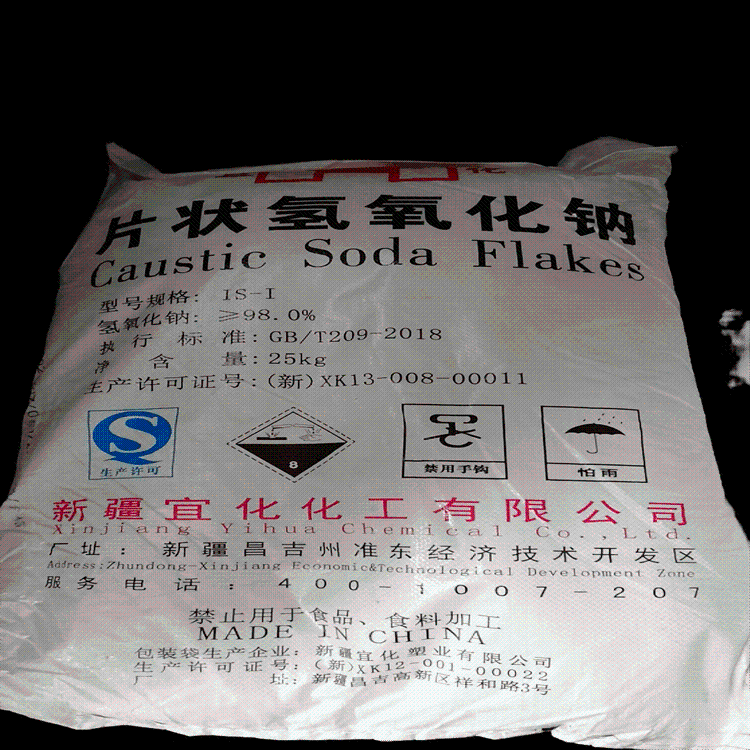 化
片状氢氧化钠
Caustic Soda Flakes
型号规格: IS-I
氢氧化钠: ≥98.0%
执行标准: GB/T209-2018
净含量: 25kg
生产许可证号: (新)XK13-008-00011
生产许可
8
禁用手钩
怕雨
新疆宜化化工有限公司
Xinjiang Yihua Chemical Co.,Ltd.
厂址: 新疆昌吉州准东经济技术开发区
Address:Zhundong-Xinjiang Economic&Technological Development Zone
服务电话: 400-1007-207
禁止用于食品、食料加工
MADE IN CHINA
包装袋生产企业: 新疆宜化塑业有限公司
生产许可证号: (新)XK12-001-00022
厂址: 新疆昌吉高新区祥和路3号